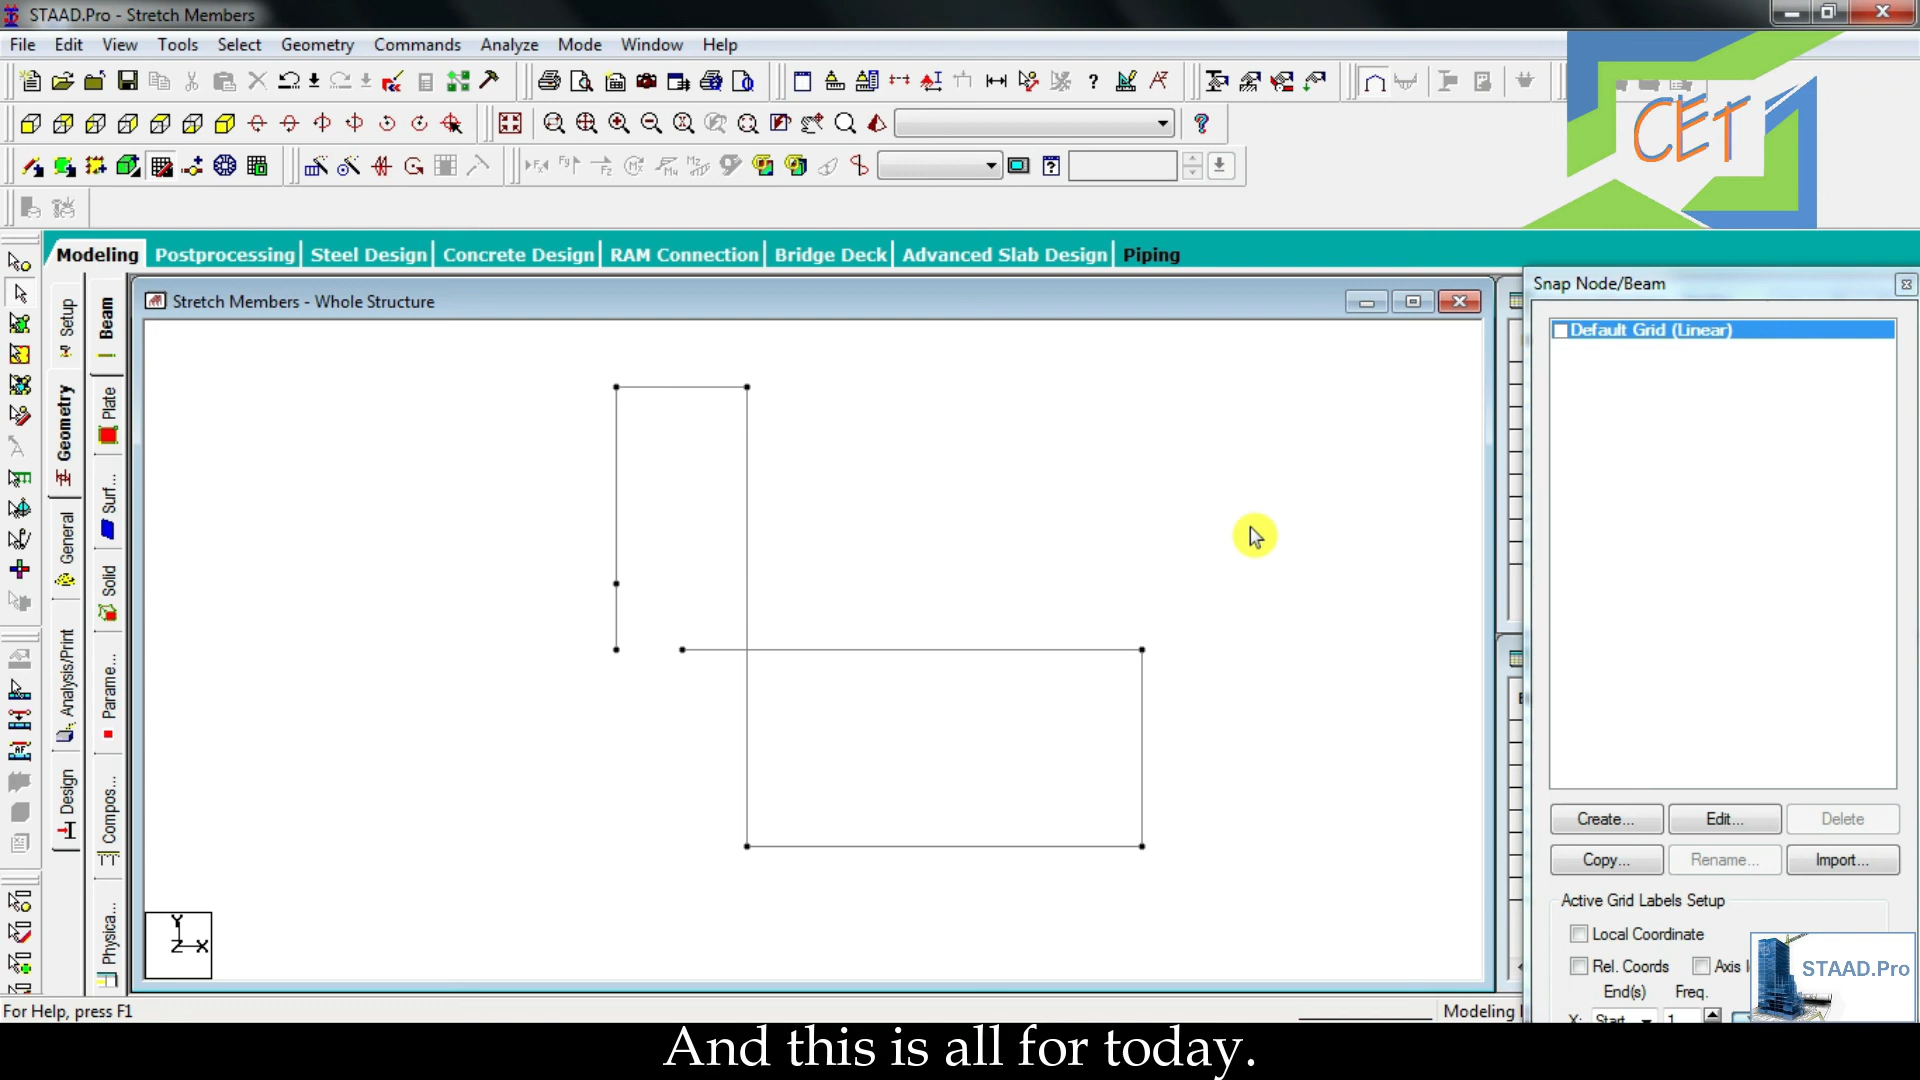 STAAD.Pro - Stretch Members
File Edit View Tools Select Geometry Commands Analyze Mode Window Help
CET
Modeling Postprocessing Steel Design Concrete Design RAM Connection Bridge Deck Advanced Slab Design Piping
Snap Node/Beam
Stretch Members - Whole Structure
Default Grid (Linear)
Setup
Geometry
General
Analysis/Print
Design
Beam
Plate
Surf...
Solid
Parame...
Compos...
Physica...
Create... Edit... Delete
Copy... Rename... Import...
Active Grid Labels Setup
Local Coordinate
Rel. Coords Axis
End(s) Freq.
X: Start 1
STAAD.Pro
Y
Z X
For Help, press F1
Modeling
And this is all for today.